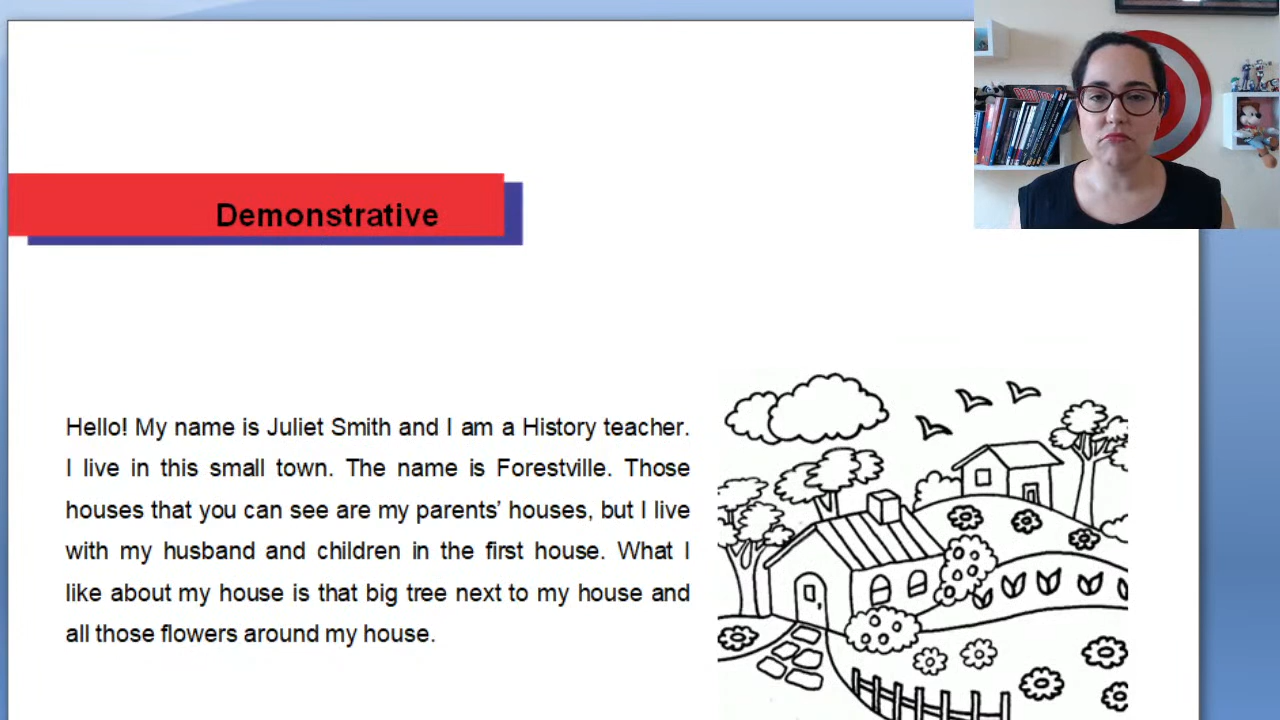 Demonstrative
Hello! My name is Juliet Smith and I am a History teacher.
I live in this small town. The name is Forestville. Those
houses that you can see are my parents’ houses, but I live
with my husband and children in the first house. What I
like about my house is that big tree next to my house and
all those flowers around my house.